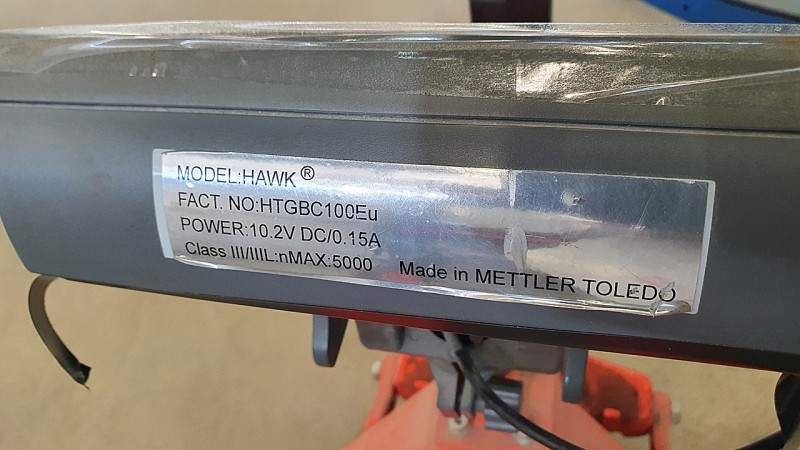 MODEL:HAWK®
FACT. NO:HTGBC100Eu
POWER:10.2V DC/0.15A
Class III/IIIL:nMAX:5000 Made in METTLER TOLEDO